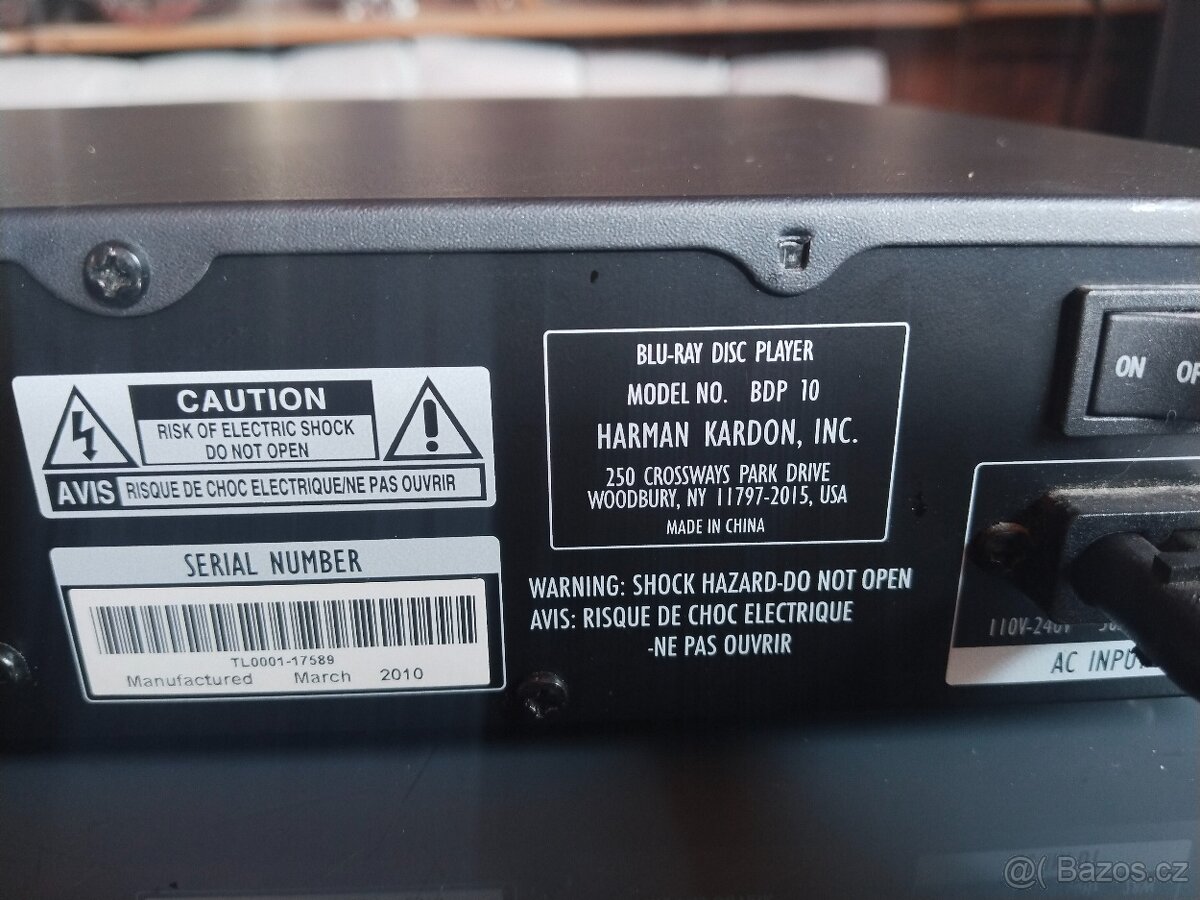 CAUTION
RISK OF ELECTRIC SHOCK
DO NOT OPEN
AVIS RISQUE DE CHOC ELECTRIQUE/NE PAS OUVRIR
SERIAL NUMBER
TL0001-17589
Manufactured March 2010
BLU-RAY DISC PLAYER
MODEL NO. BDP 10
HARMAN KARDON, INC.
250 CROSSWAYS PARK DRIVE
WOODBURY, NY 11797-2015, USA
MADE IN CHINA
WARNING: SHOCK HAZARD-DO NOT OPEN
AVIS: RISQUE DE CHOC ELECTRIQUE
-NE PAS OUVRIR
ON
110V-240V
AC INPUT
@( Bazos.cz